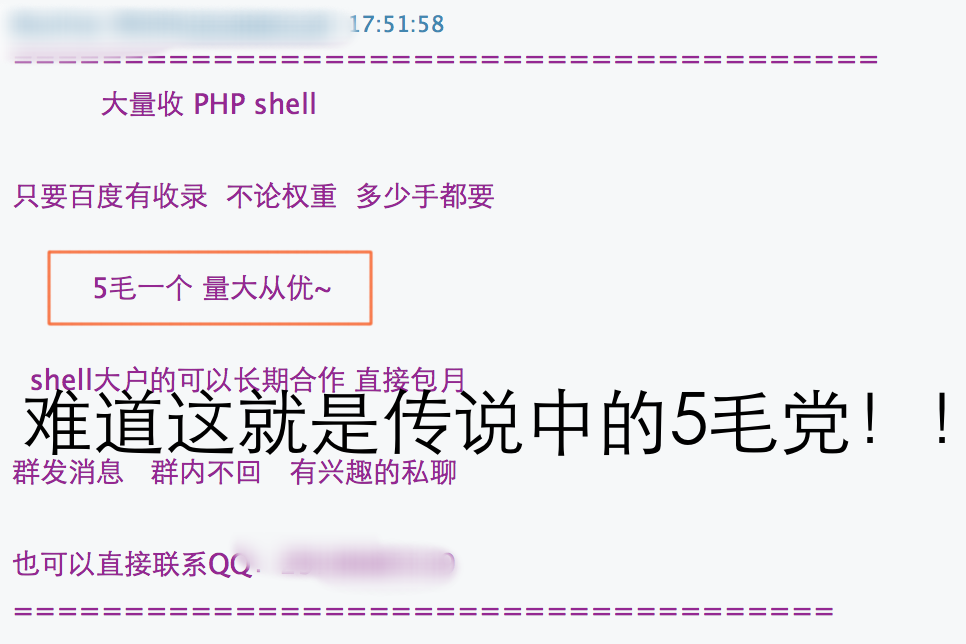 17:51:58
=======================================
大量收 PHP shell
只要百度有收录 不论权重 多少手都要
5毛一个 量大从优~
shell大户的可以长期合作 直接包月
难道这就是传说中的5毛党！！
群发消息 群内不回 有兴趣的私聊
也可以直接联系QQ:
=====================================